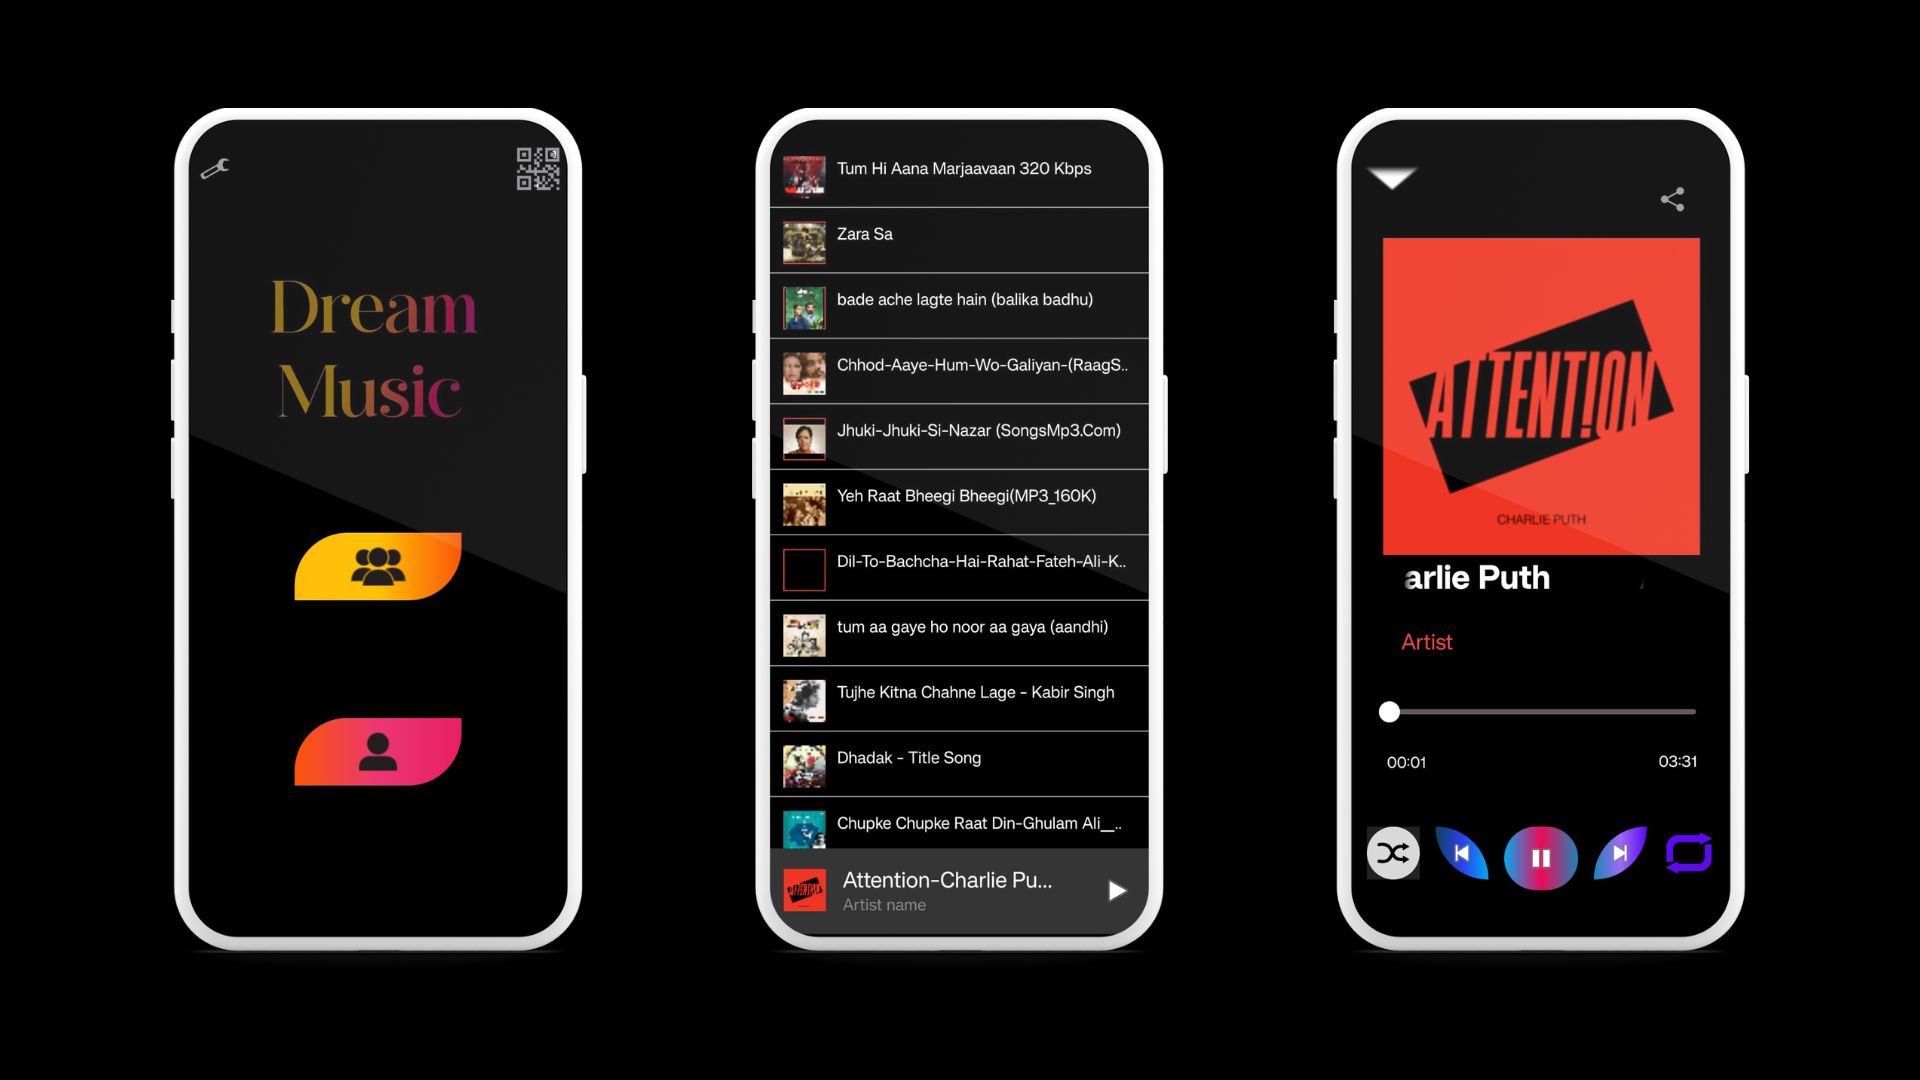 Dream
Music
Tum Hi Aana Marjaavaan 320 Kbps
Zara Sa
bade ache lagte hain (balika badhu)
Chhod-Aaye-Hum-Wo-Galiyan-(RaagS..
Jhuki-Jhuki-Si-Nazar (SongsMp3.Com)
Yeh Raat Bheegi Bheegi(MP3_160K)
Dil-To-Bachcha-Hai-Rahat-Fateh-Ali-K..
tum aa gaye ho noor aa gaya (aandhi)
Tujhe Kitna Chahne Lage - Kabir Singh
Dhadak - Title Song
Chupke Chupke Raat Din-Ghulam Ali__..
Attention-Charlie Pu...
Artist name
ATTENT!ON
CHARLIE PUTH
arlie Puth
Artist
00:01
03:31